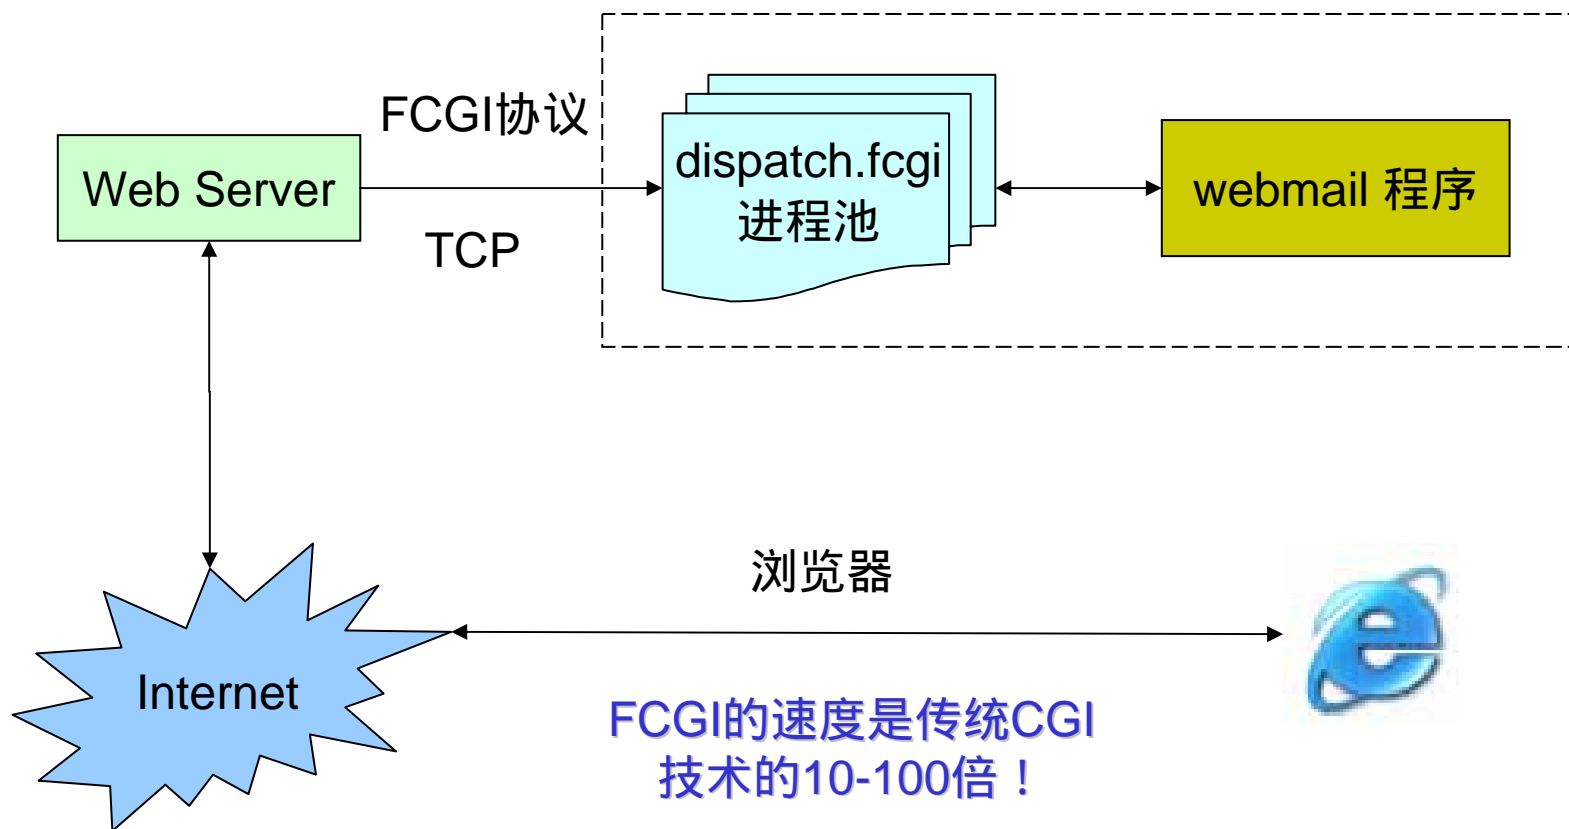 FCGI协议
Web Server
TCP
dispatch.fcgi
进程池
webmail 程序
浏览器
Internet
FCGI的速度是传统CGI
技术的10-100倍！